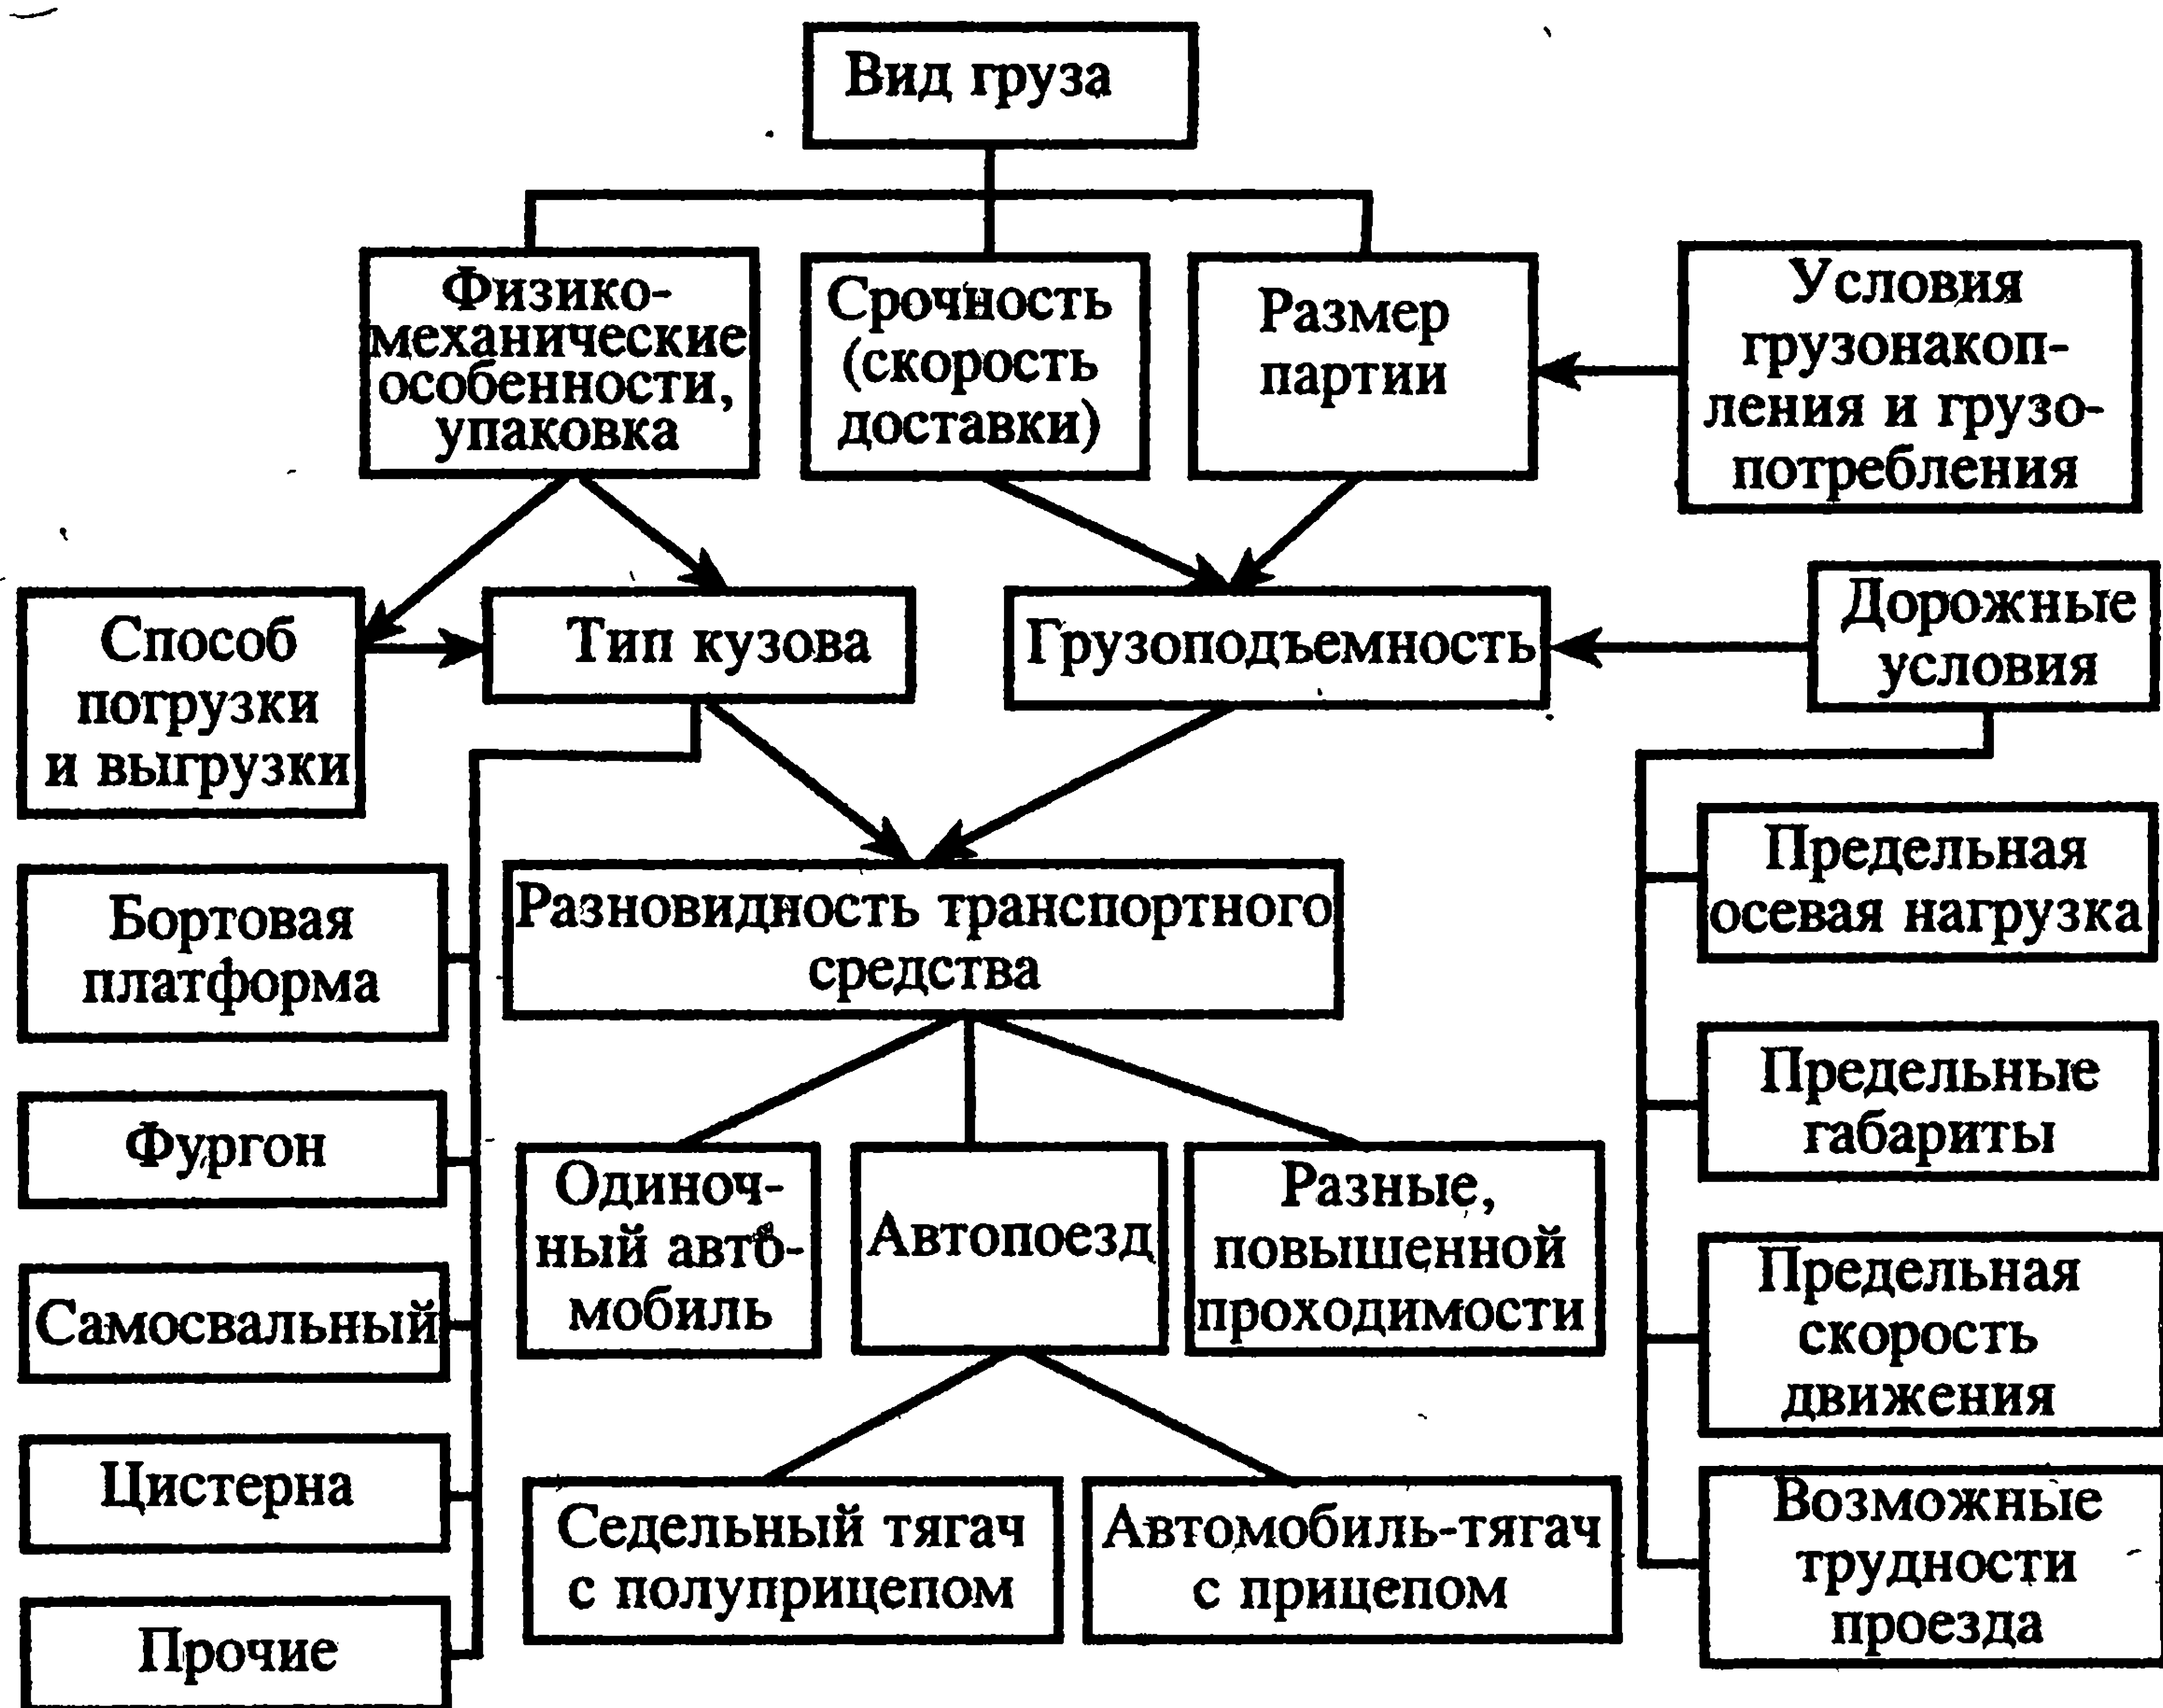 Вид груза
Физико-
механические
особенности,
упаковка
Срочность
(скорость
доставки)
Размер
партии
Условия
грузонакоп-
ления и грузо-
потребления
Способ
погрузки
и выгрузки
Тип кузова
Грузоподъемность
Дорожные
условия
Бортовая
платформа
Фургон
Самосвальный
Цистерна
Прочие
Разновидность транспортного
средства
Одиноч-
ный авто-
мобиль
Автопоезд
Разные,
повышенной
проходимости
Седельный тягач
с полуприцепом
Автомобиль-тягач
с прицепом
Предельная
осевая нагрузка
Предельные
габариты
Предельная
скорость
движения
Возможные
трудности
проезда